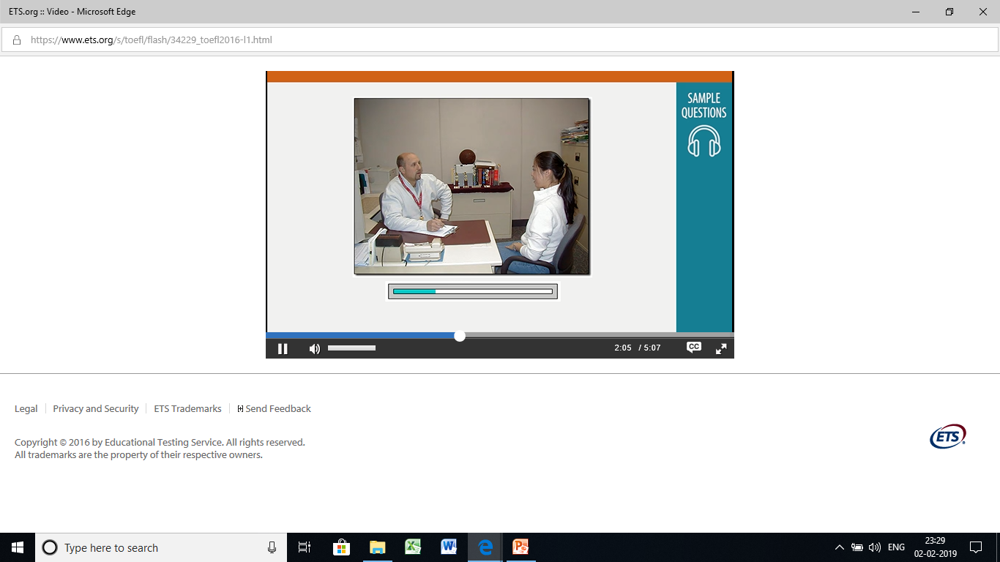 ETS.org :: Video - Microsoft Edge
https://www.ets.org/s/toefl/flash/34229_toefl2016-l1.html
SAMPLE
QUESTIONS
2:05 / 5:07
CC
Legal
Privacy and Security
ETS Trademarks
Send Feedback
Copyright © 2016 by Educational Testing Service. All rights reserved.
All trademarks are the property of their respective owners.
ETS®
Type here to search
ENG
23:29
02-02-2019